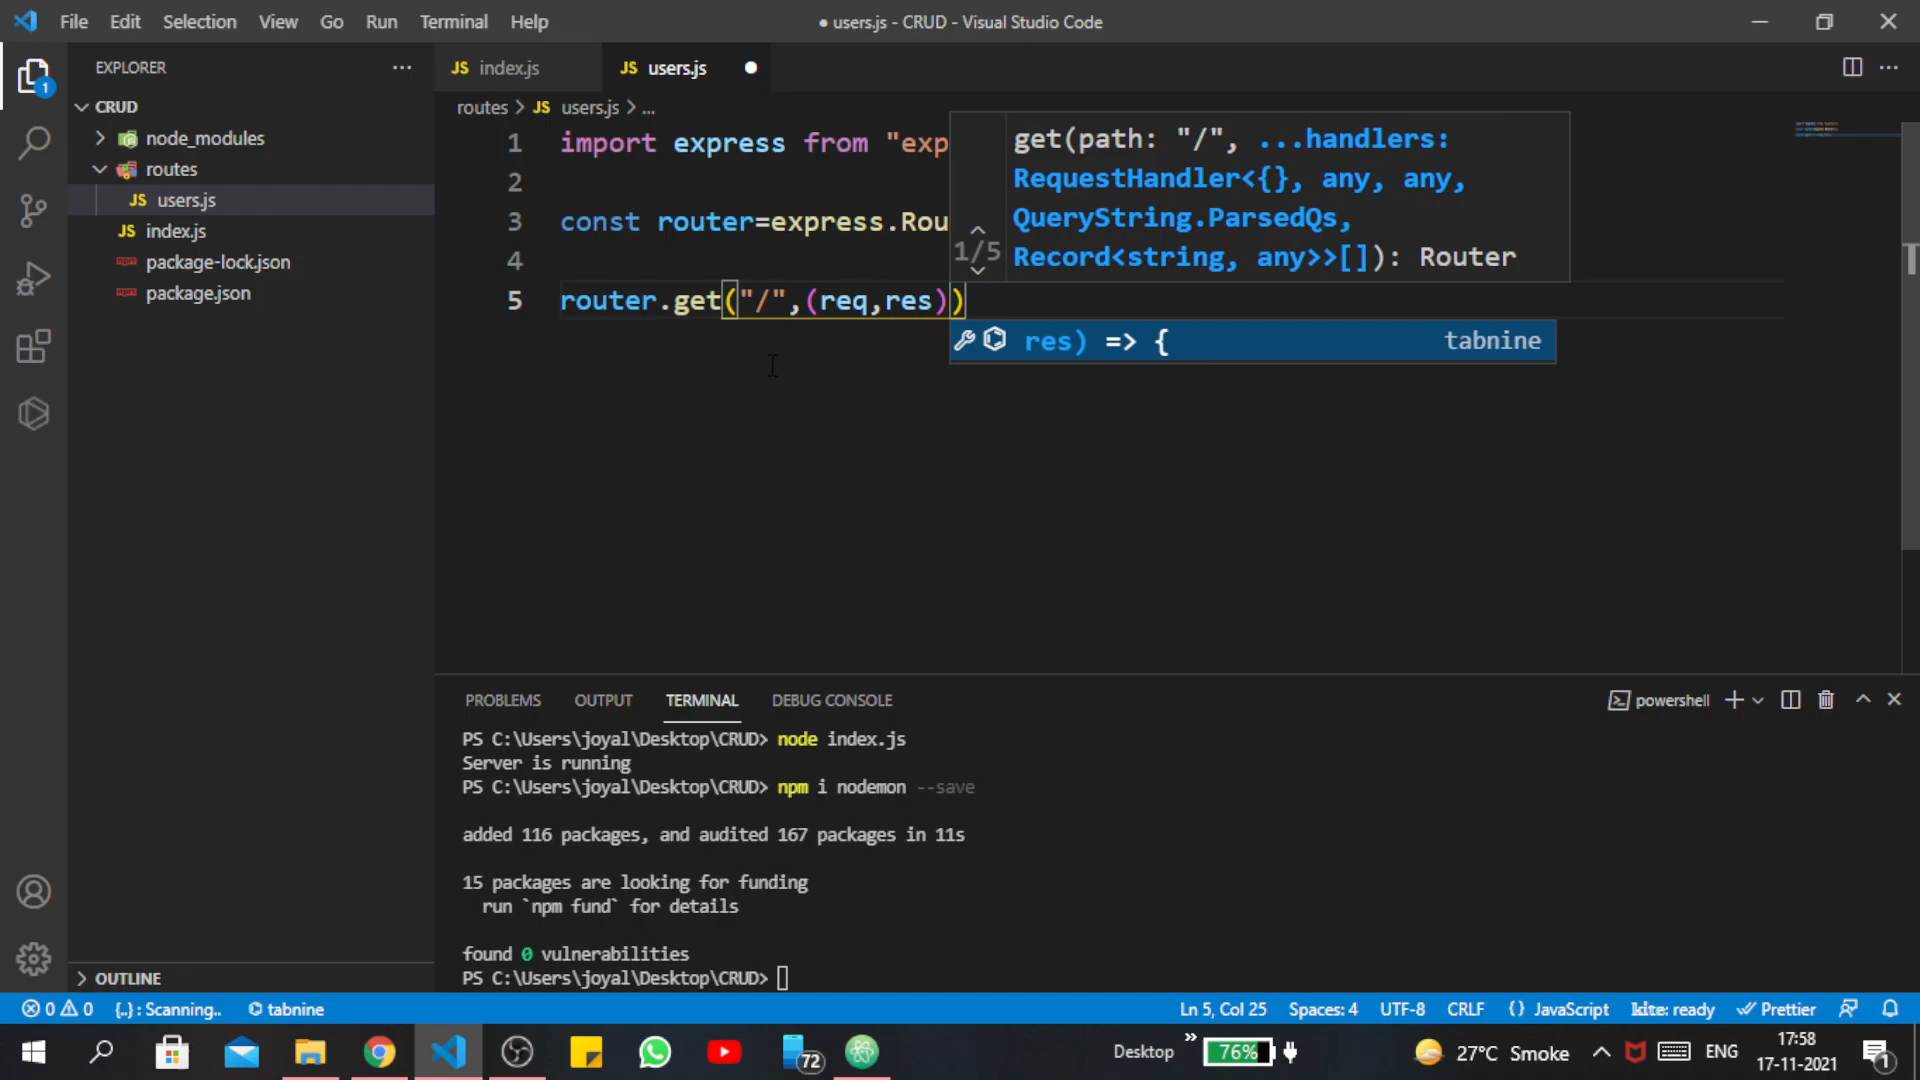 File Edit Selection View Go Run Terminal Help
● users.js - CRUD - Visual Studio Code
EXPLORER
1
CRUD
node_modules
routes
JS users.js
JS index.js
npm package-lock.json
npm package.json
OUTLINE
JS index.js
JS users.js
routes > JS users.js > ...
1 import express from "exp
2
3 const router=express.Rou
4
5 router.get("/",(req,res))
1/5
get(path: "/", ...handlers:
RequestHandler<{}, any, any,
QueryString.ParsedQs,
Record<string, any>>[]): Router
res) => { tabnine
PROBLEMS OUTPUT TERMINAL DEBUG CONSOLE
powershell
PS C:\Users\joyal\Desktop\CRUD> node index.js
Server is running
PS C:\Users\joyal\Desktop\CRUD> npm i nodemon --save
added 116 packages, and audited 167 packages in 11s
15 packages are looking for funding
run `npm fund` for details
found 0 vulnerabilities
PS C:\Users\joyal\Desktop\CRUD>
0 0 {..} : Scanning.. tabnine
Ln 5, Col 25 Spaces: 4 UTF-8 CRLF {} JavaScript kite: ready Prettier
72
Desktop » 76% 27°C Smoke ENG
17:58
17-11-2021
1